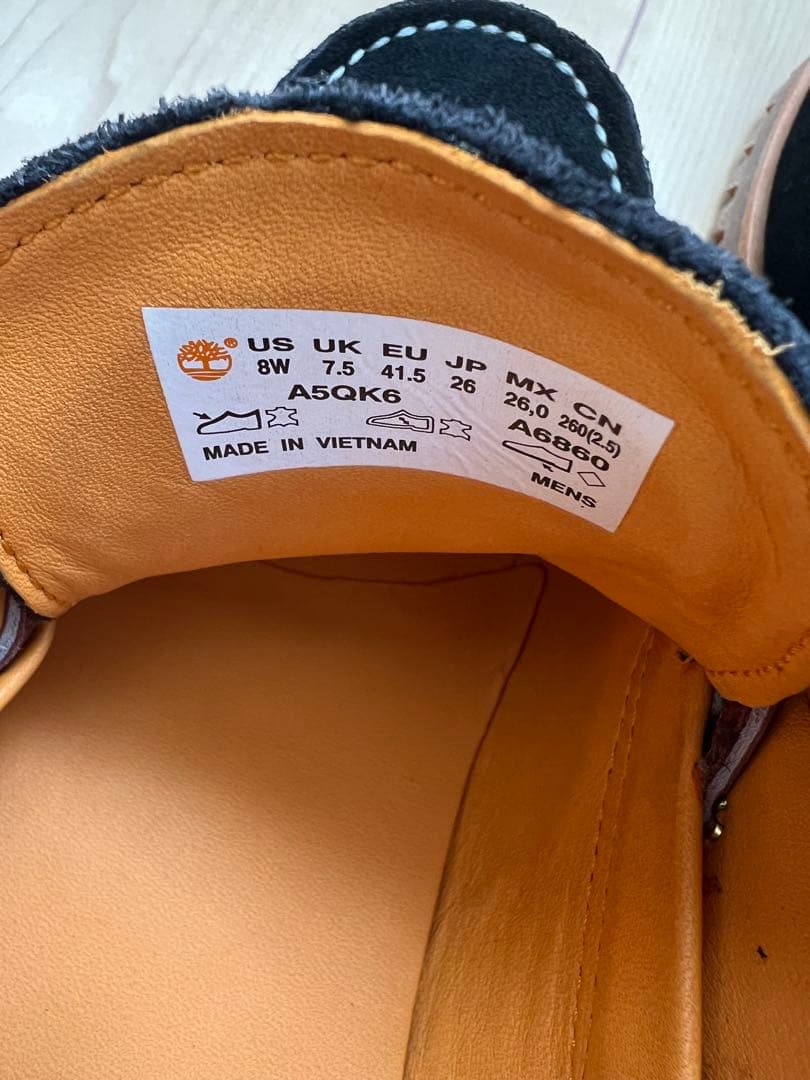 ® US UK EU JP MX CN
8W 7.5 41.5 26 26,0 260(2.5)
A5QK6 A6860
MADE IN VIETNAM MENS